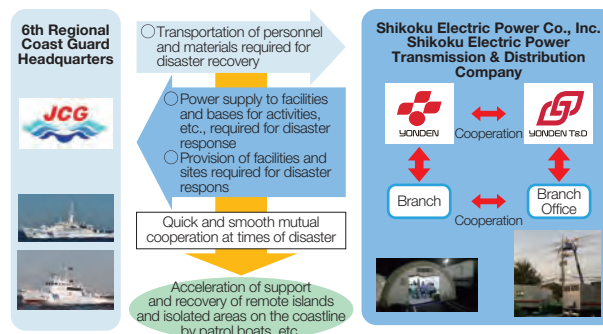 6th Regional
Coast Guard
Headquarters
JCG
○Transportation of personnel
and materials required for
disaster recovery
○Power supply to facilities
and bases for activities,
etc., required for disaster
response
○Provision of facilities and
sites required for disaster
respons
Quick and smooth mutual
cooperation at times of disaster
Acceleration of support
and recovery of remote islands
and isolated areas on the coastline
by patrol boats, etc.
Shikoku Electric Power Co., Inc.
Shikoku Electric Power
Transmission & Distribution
Company
YONDEN
Cooperation
YONDEN T&D
Branch
Cooperation
Branch
Office